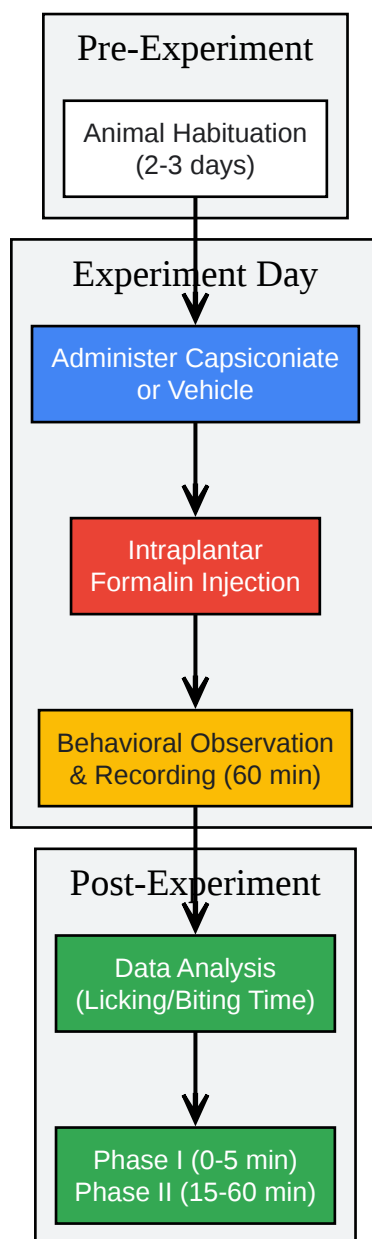 Pre-Experiment
Animal Habituation
(2-3 days)
Experiment Day
Administer Capsiconiate
or Vehicle
Intraplantar
Formalin Injection
Behavioral Observation
& Recording (60 min)
Post-Experiment
Data Analysis
(Licking/Biting Time)
Phase I (0-5 min)
Phase II (15-60 min)